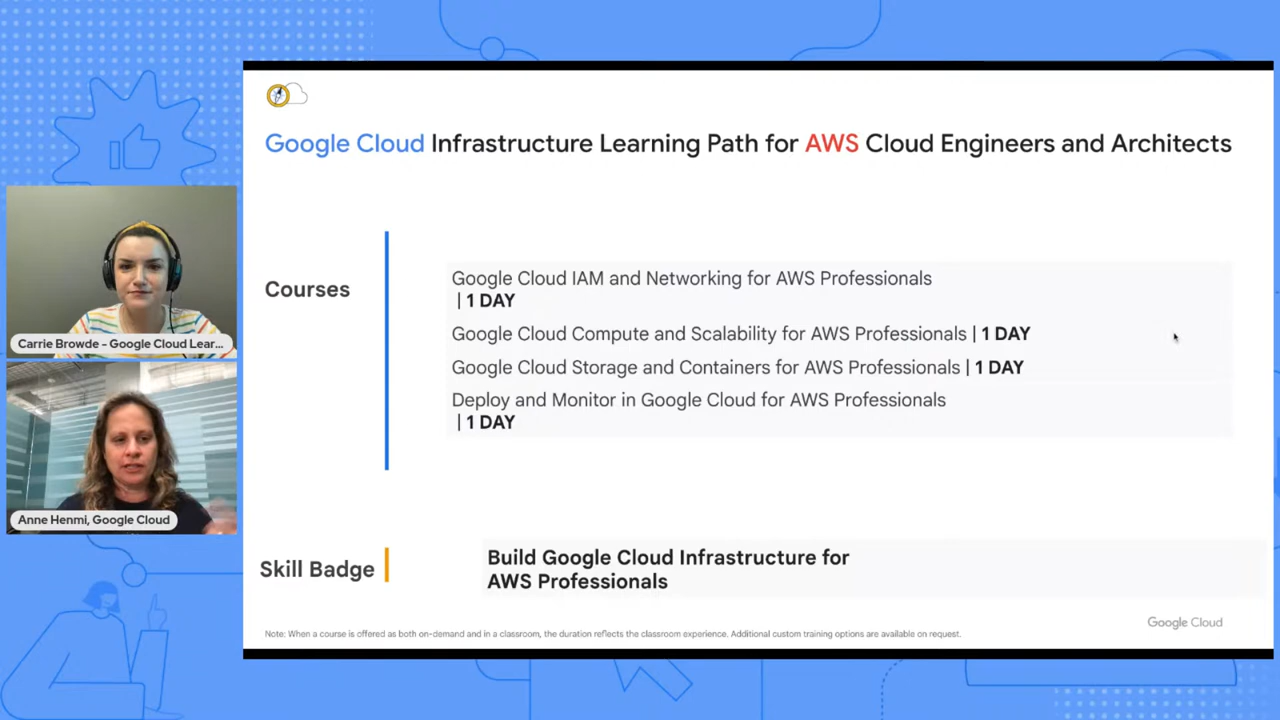 Google Cloud Infrastructure Learning Path for AWS Cloud Engineers and Architects
Courses
Google Cloud IAM and Networking for AWS Professionals
| 1 DAY
Google Cloud Compute and Scalability for AWS Professionals | 1 DAY
Google Cloud Storage and Containers for AWS Professionals | 1 DAY
Deploy and Monitor in Google Cloud for AWS Professionals
| 1 DAY
Skill Badge
Build Google Cloud Infrastructure for
AWS Professionals
Note: When a course is offered as both on-demand and in a classroom, the duration reflects the classroom experience. Additional custom training options are available on request.
Google Cloud
Carrie Browde - Google Cloud Lear...
Anne Henmi, Google Cloud